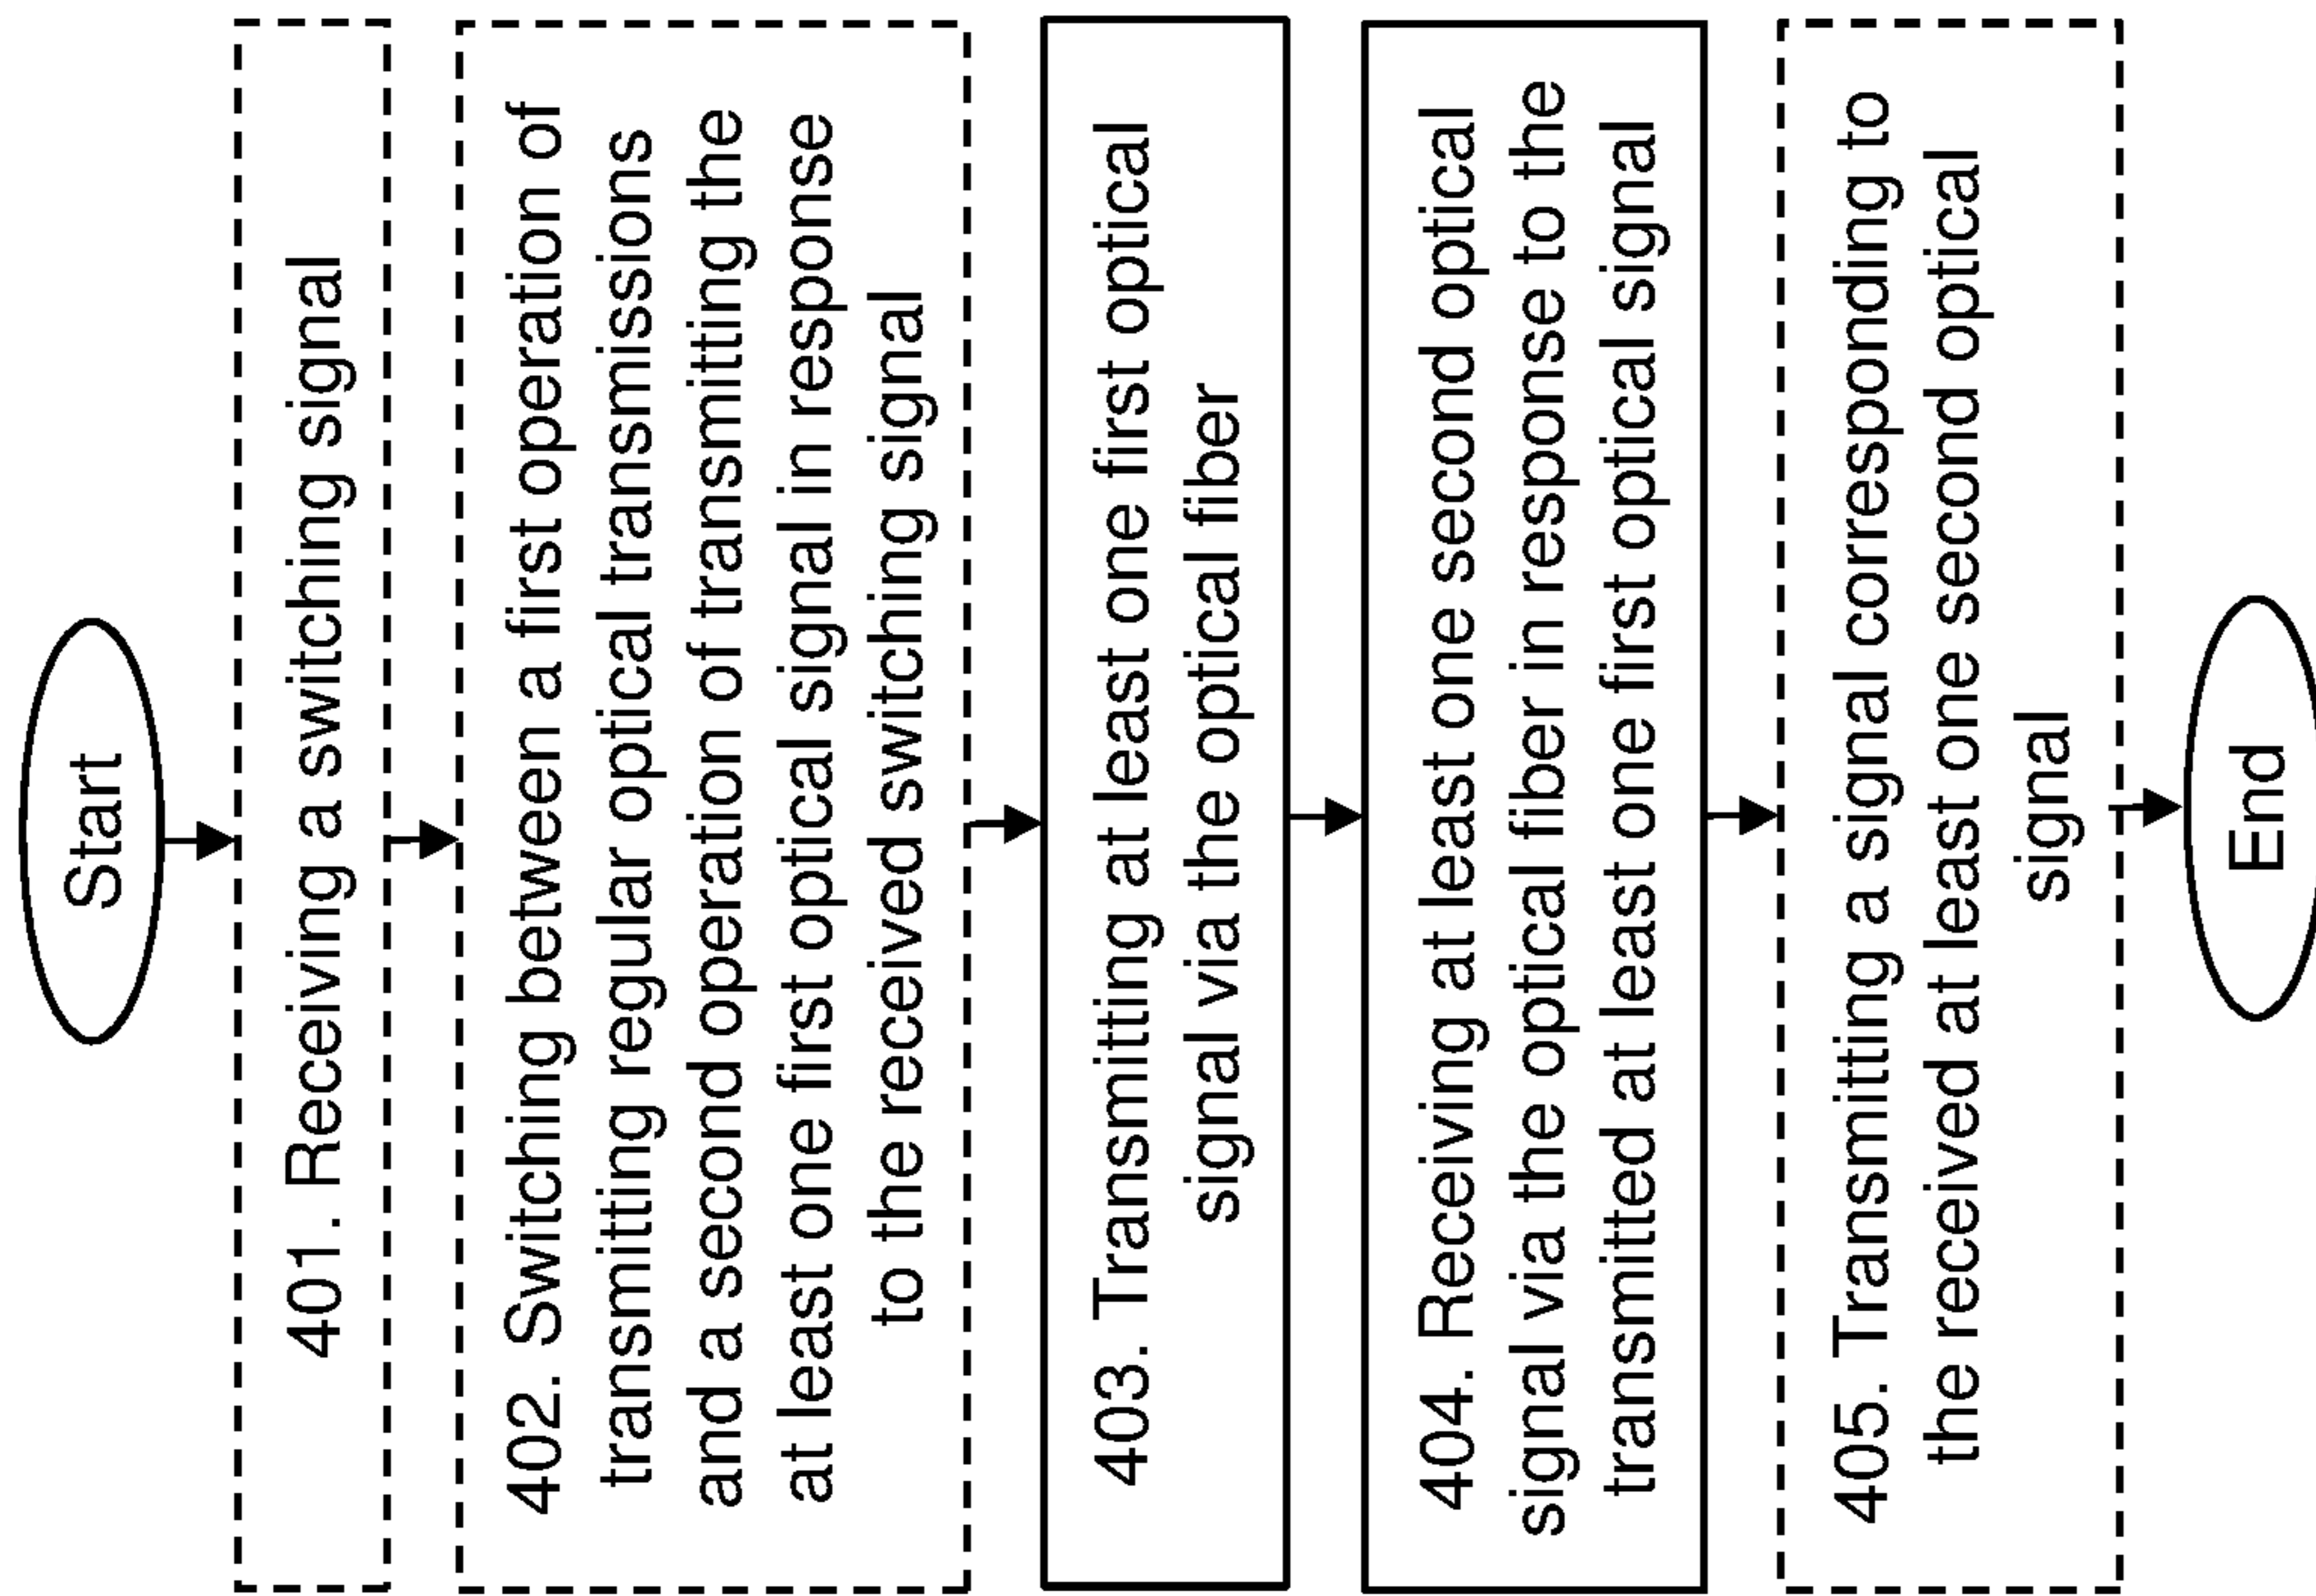 Start
401. Receiving a switching signal
402. Switching between a first operation of
transmitting regular optical transmissions
and a second operation of transmitting the
at least one first optical signal in response
to the received switching signal
403. Transmitting at least one first optical
signal via the optical fiber
404. Receiving at least one second optical
signal via the optical fiber in response to the
transmitted at least one first optical signal
405. Transmitting a signal corresponding to
the received at least one second optical
signal
End